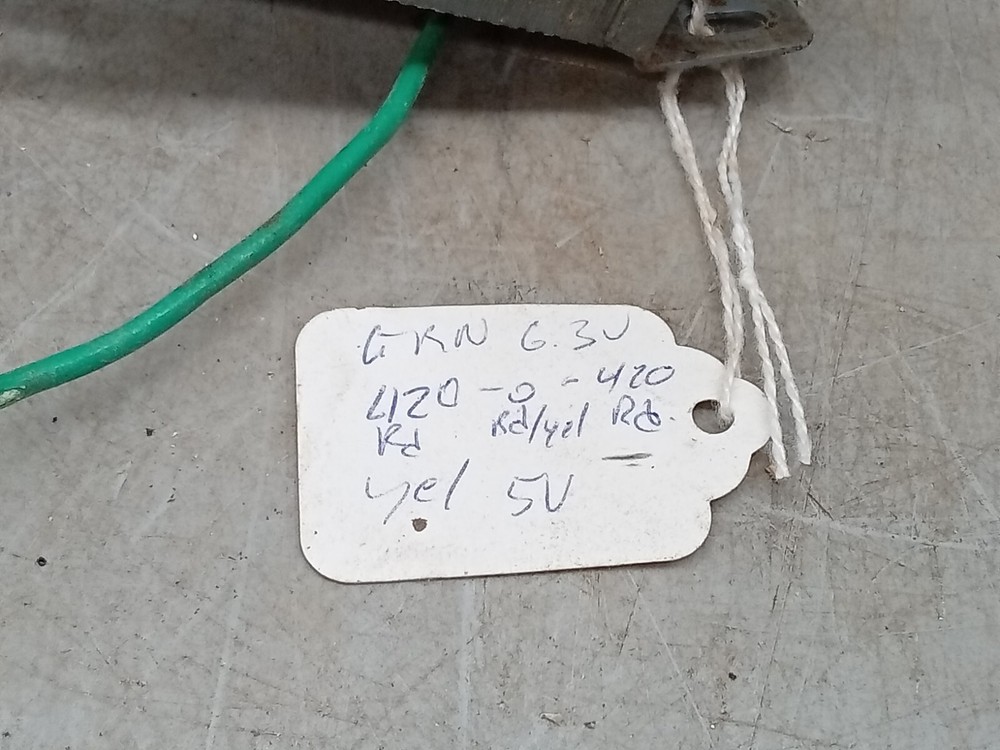 GRN 6.3V
420 - 0 - 420
Rd Rd/yel Rd.
yel 5V